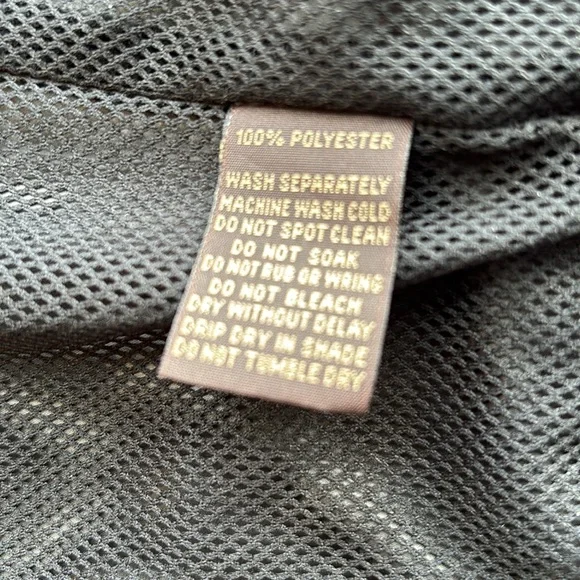 100% POLYESTER
WASH SEPARATELY
MACHINE WASH COLD
DO NOT SPOT CLEAN
DO NOT SOAK
DO NOT RUB OR WRING
DO NOT BLEACH
DRY WITHOUT DELAY
DRIP DRY IN SHADE
DO NOT TUMBLE DRY